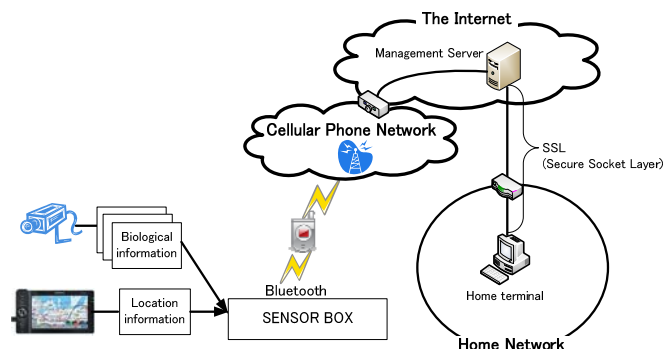 The Internet
Management Server
Cellular Phone Network
SSL
(Secure Socket Layer)
Biological
information
Bluetooth
Location
information
SENSOR BOX
Home terminal
Home Network